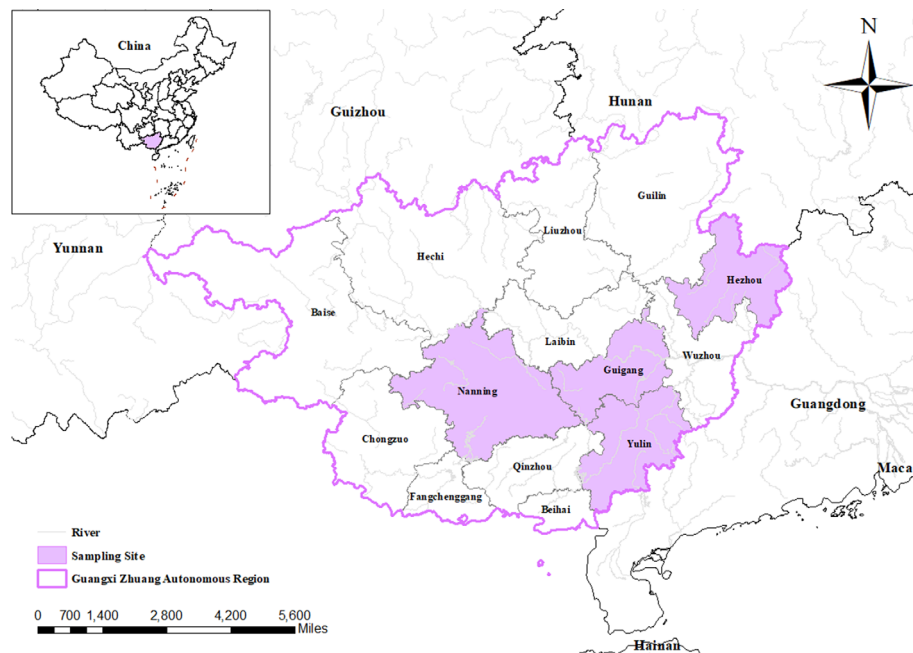 China
N
Hunan
Guizhou
Guilin
Yunnan
Liuzhou
Hechi
Hezhou
Baise
Laibin
Wuzhou
Guigang
Nanning
Guangdong
Chongzuo
Yulin
Qinzhou
Maca
Fangchenggang
Beihai
River
Sampling Site
Guangxi Zhuang Autonomous Region
0 700 1,400 2,800 4,200 5,600
Miles
Hainan